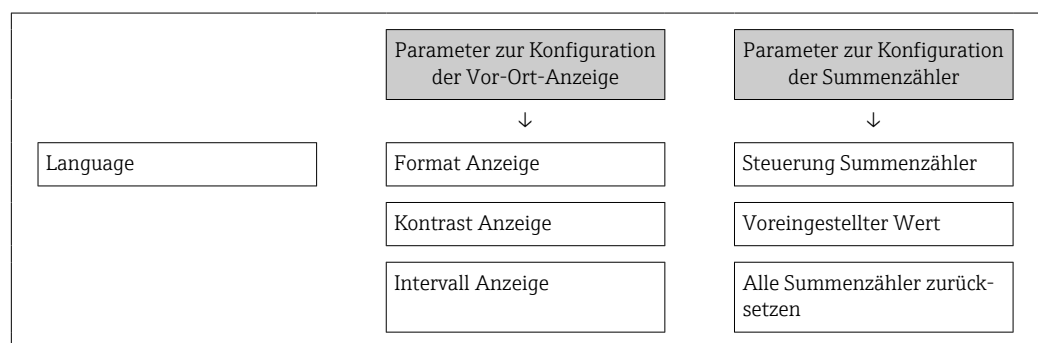 Parameter zur Konfiguration
der Vor-Ort-Anzeige
Parameter zur Konfiguration
der Summenzähler
↓
↓
Language
Format Anzeige
Steuerung Summenzähler
Kontrast Anzeige
Voreingestellter Wert
Intervall Anzeige
Alle Summenzähler zurück-
setzen